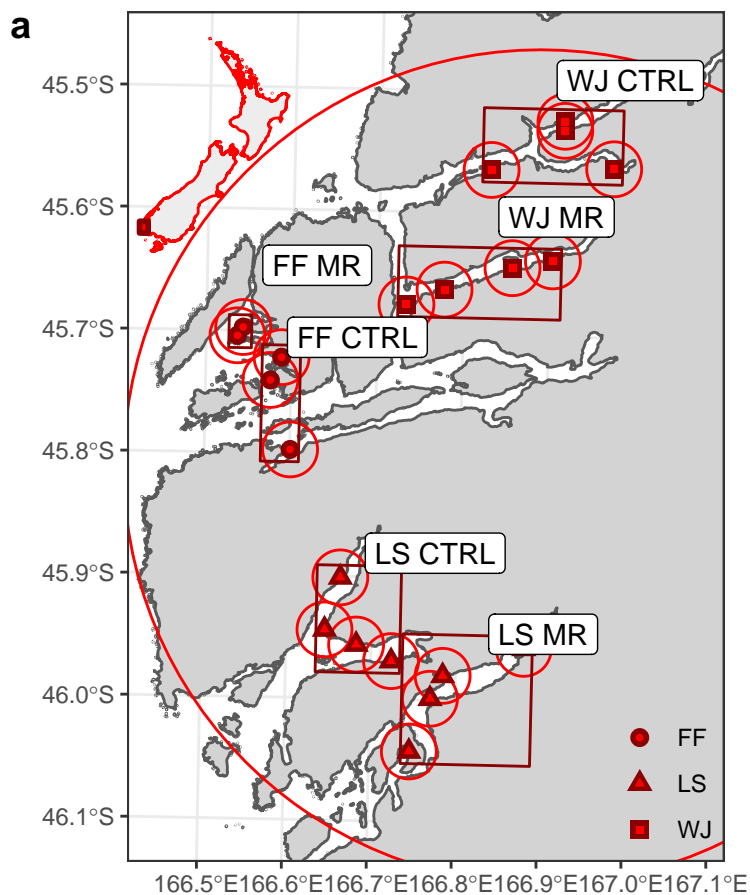 a
45.5°S
45.6°S
45.7°S
45.8°S
45.9°S
46.0°S
46.1°S
WJ CTRL
WJ MR
FF MR
FF CTRL
LS CTRL
LS MR
FF
LS
WJ
166.5°E166.6°E166.7°E166.8°E166.9°E167.0°E167.1°E